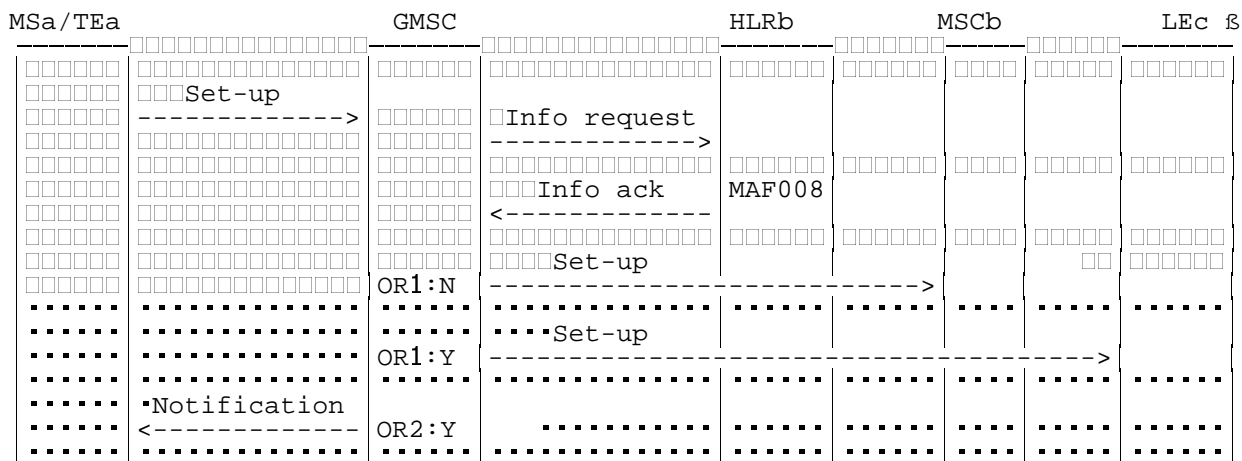 MSa/TEa GMSC HLRb MSCb LEc ß
Set-up
-------------> Info request
------------->
Info ack MAF008
<-------------
Set-up
OR1:N --------------------------->
Set-up
OR1:Y -------------------------------------->
Notification
<------------- OR2:Y